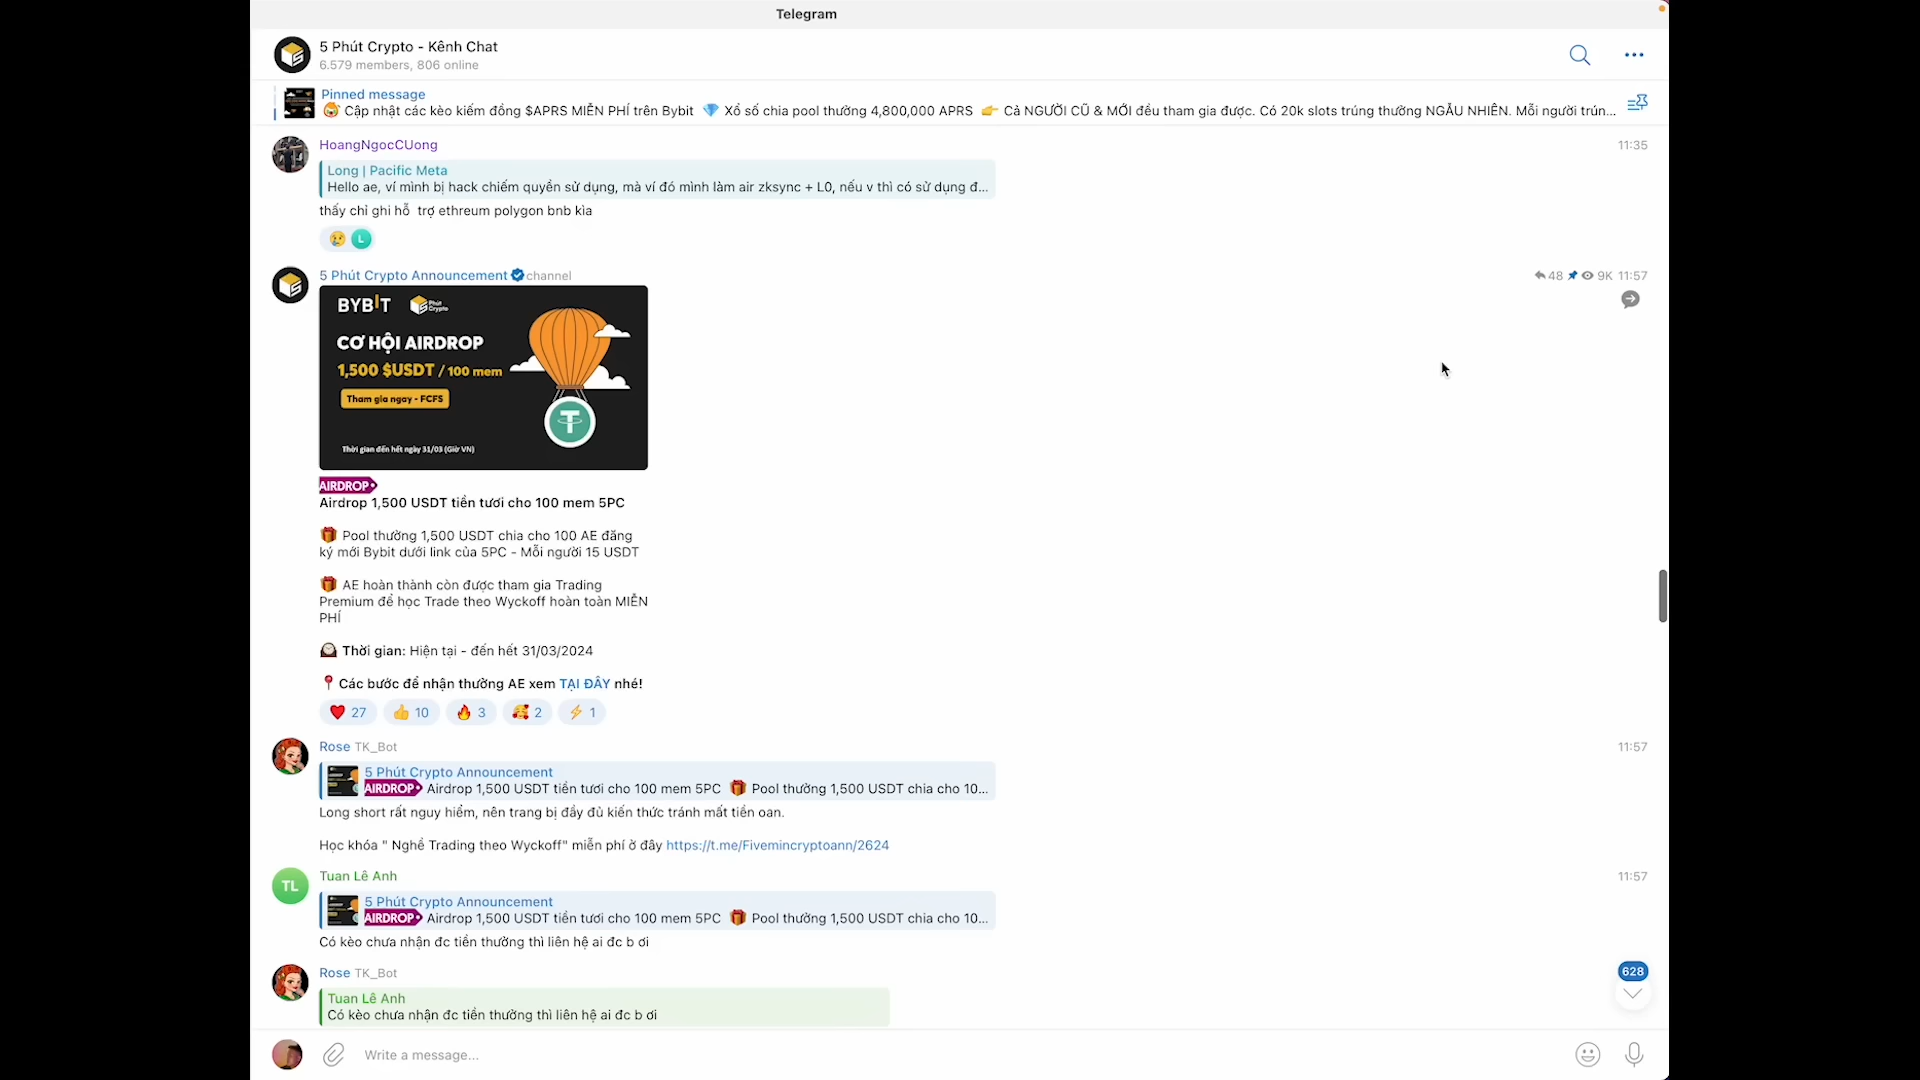 Telegram
5 Phút Crypto - Kênh Chat
6.579 members, 806 online
Pinned message
Cập nhật các kèo kiếm đồng $APRS MIỄN PHÍ trên Bybit 💎 Xổ số chia pool thưởng 4,800,000 APRS 👉 Cả NGƯỜI CŨ & MỚI đều tham gia được. Có 20k slots trúng thưởng NGẪU NHIÊN. Mỗi người trún...
HoangNgocCUong 11:35
Long | Pacific Meta
Hello ae, ví mình bị hack chiếm quyền sử dụng, mà ví đó mình làm air zksync + L0, nếu v thì có sử dụng đ...
thấy chỉ ghi hỗ trợ ethreum polygon bnb kìa
L
5 Phút Crypto Announcement channel 48 9K 11:57
BYBIT 5 Phút Crypto
CƠ HỘI AIRDROP
1,500 $USDT / 100 mem
Tham gia ngay - FCFS
Thời gian đến hết ngày 31/03 (Giờ VN)
AIRDROP
Airdrop 1,500 USDT tiền tươi cho 100 mem 5PC
🎁 Pool thưởng 1,500 USDT chia cho 100 AE đăng
ký mới Bybit dưới link của 5PC - Mỗi người 15 USDT
🎁 AE hoàn thành còn được tham gia Trading
Premium để học Trade theo Wyckoff hoàn toàn MIỄN
PHÍ
🕰 Thời gian: Hiện tại - đến hết 31/03/2024
📍 Các bước để nhận thưởng AE xem TẠI ĐÂY nhé!
❤️ 27 👍 10 🔥 3 🥰 2 ⚡ 1
Rose TK_Bot 11:57
5 Phút Crypto Announcement
AIRDROP Airdrop 1,500 USDT tiền tươi cho 100 mem 5PC 🎁 Pool thưởng 1,500 USDT chia cho 10...
Long short rất nguy hiểm, nên trang bị đầy đủ kiến thức tránh mất tiền oan.
Học khóa " Nghề Trading theo Wyckoff" miễn phí ở đây https://t.me/Fivemincryptoann/2624
TL
Tuan Lê Anh 11:57
5 Phút Crypto Announcement
AIRDROP Airdrop 1,500 USDT tiền tươi cho 100 mem 5PC 🎁 Pool thưởng 1,500 USDT chia cho 10...
Có kèo chưa nhận đc tiền thưởng thì liên hệ ai đc b ơi
Rose TK_Bot
628
Tuan Lê Anh
Có kèo chưa nhận đc tiền thưởng thì liên hệ ai đc b ơi
Write a message...